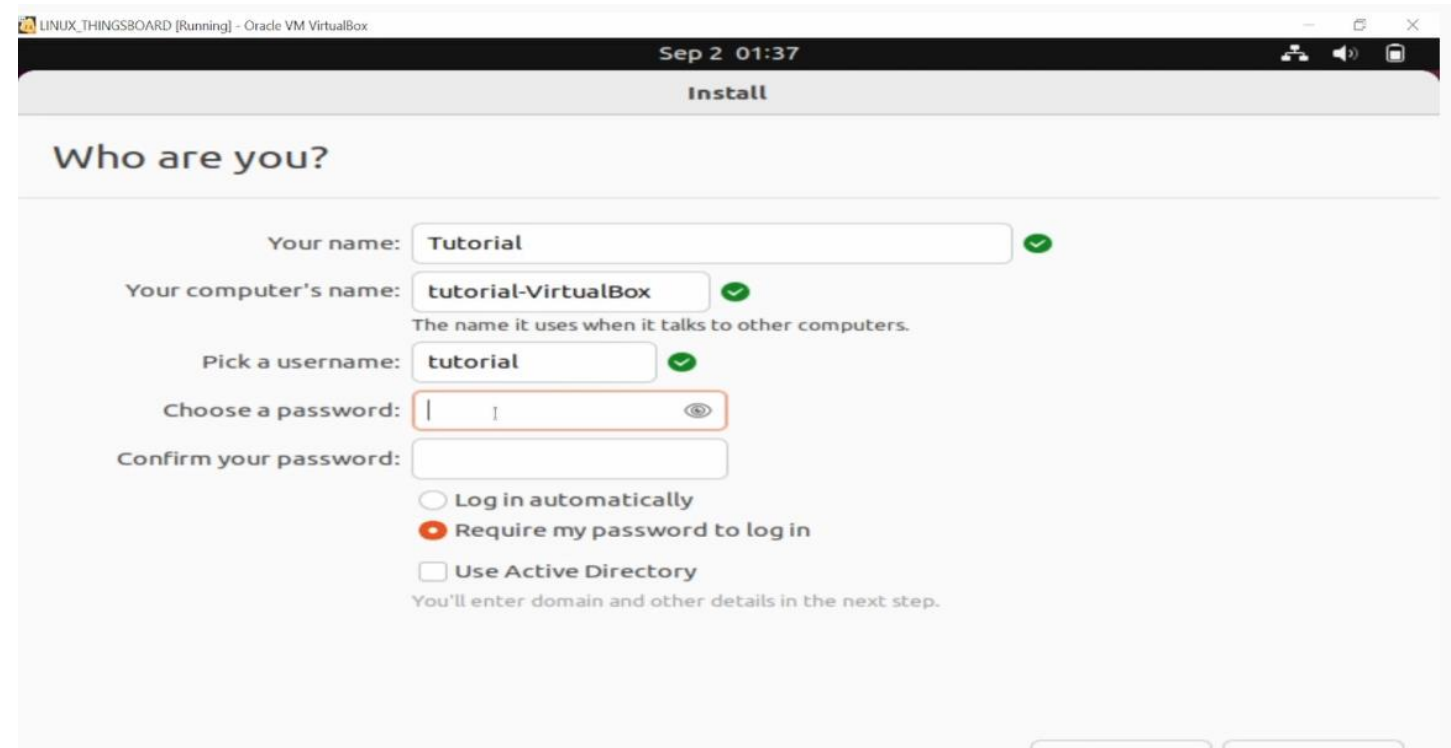 LINUX_THINGSBOARD [Running] - Oracle VM VirtualBox
Sep 2 01:37
Install
Who are you?
Your name: Tutorial
Your computer's name: tutorial-VirtualBox
The name it uses when it talks to other computers.
Pick a username: tutorial
Choose a password:
Confirm your password:
Log in automatically
Require my password to log in
Use Active Directory
You'll enter domain and other details in the next step.